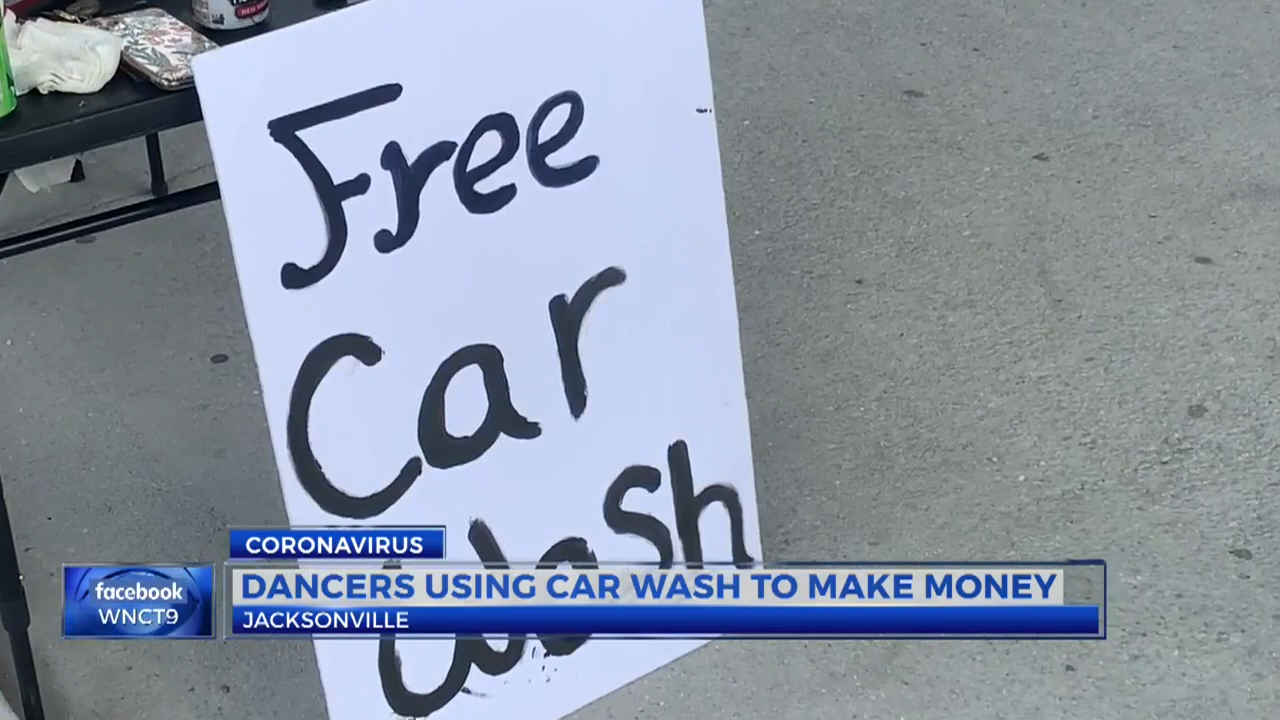 Free
Car
Wash
CORONAVIRUS
DANCERS USING CAR WASH TO MAKE MONEY
JACKSONVILLE
facebook
WNCT9